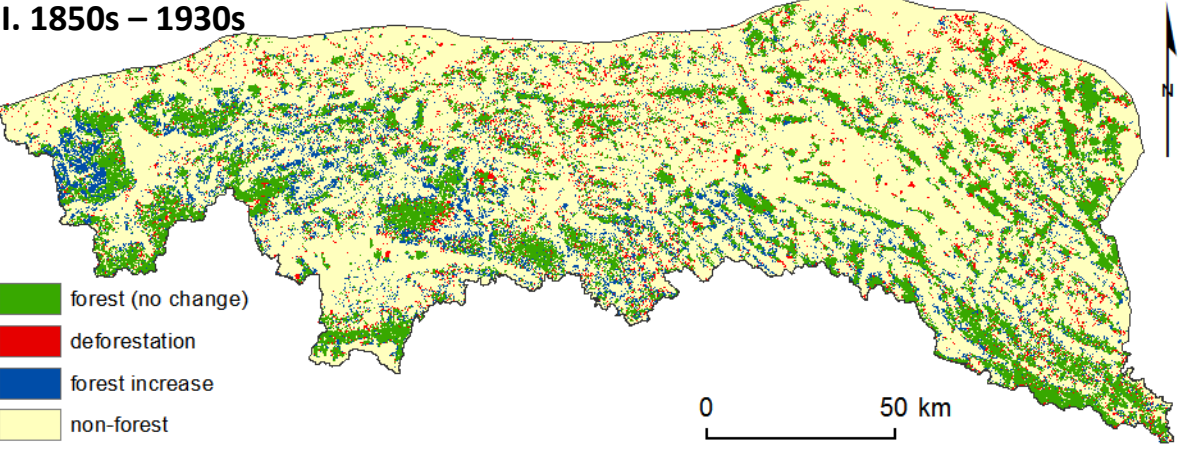 I. 1850s – 1930s
N
forest (no change)
deforestation
forest increase
non-forest
0 50 km